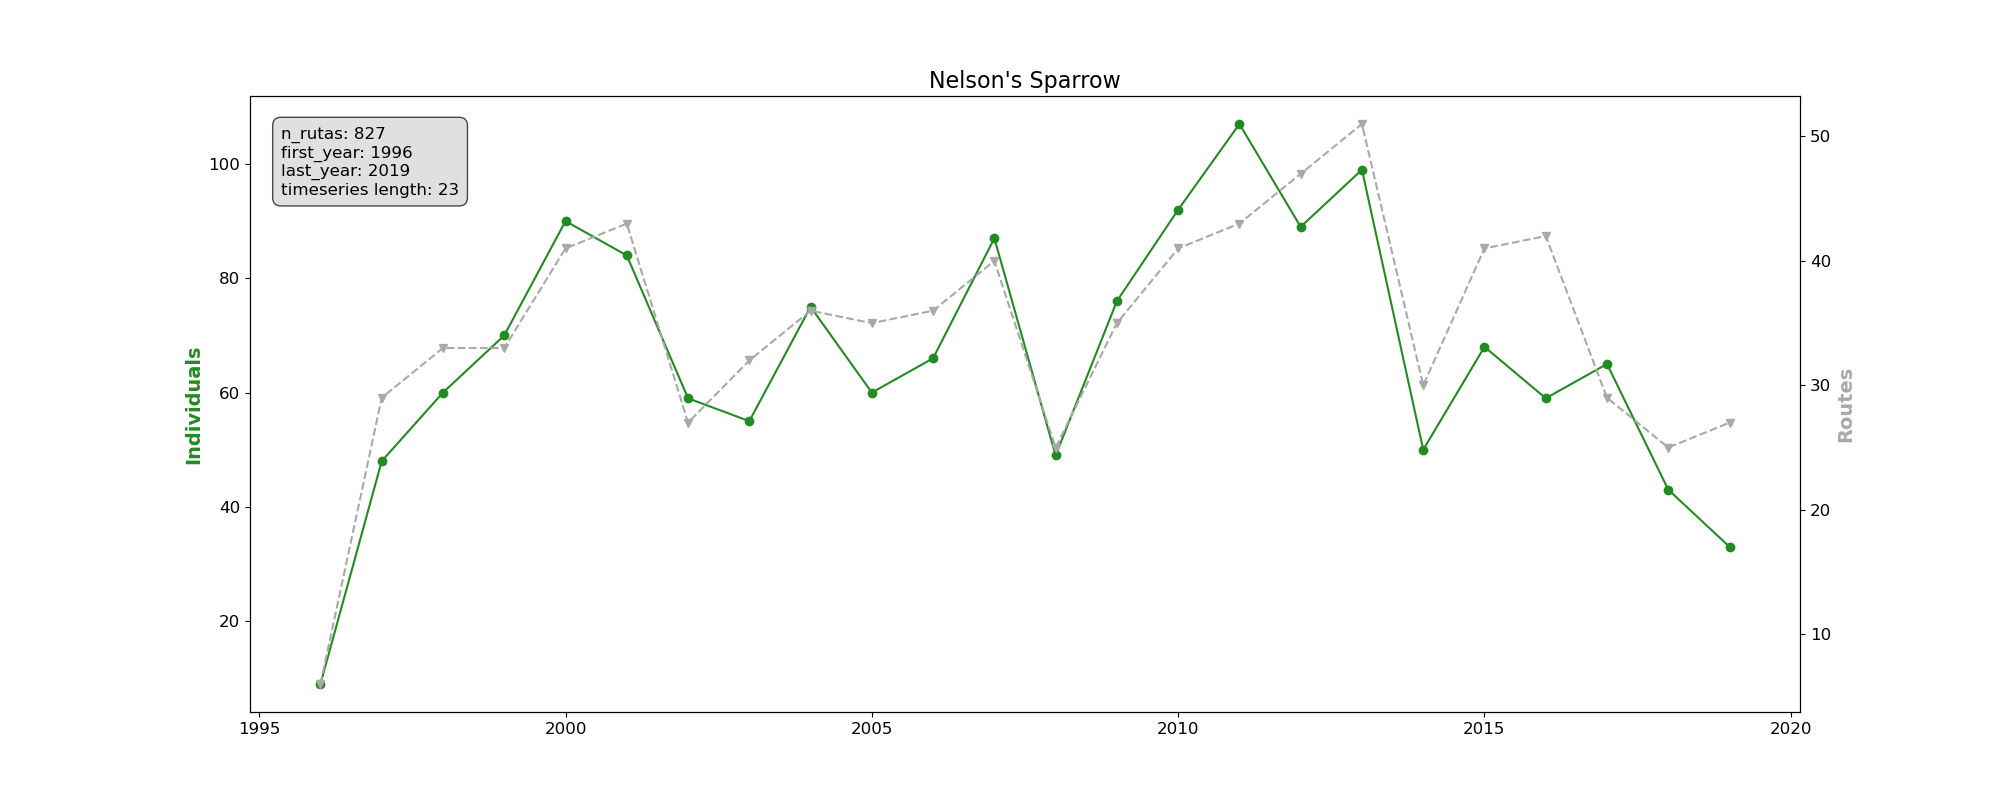 Nelson's Sparrow
n_rutas: 827
first_year: 1996
last_year: 2019
timeseries length: 23
Individuals
100
80
60
40
20
Routes
50
40
30
20
10
1995 2000 2005 2010 2015 2020